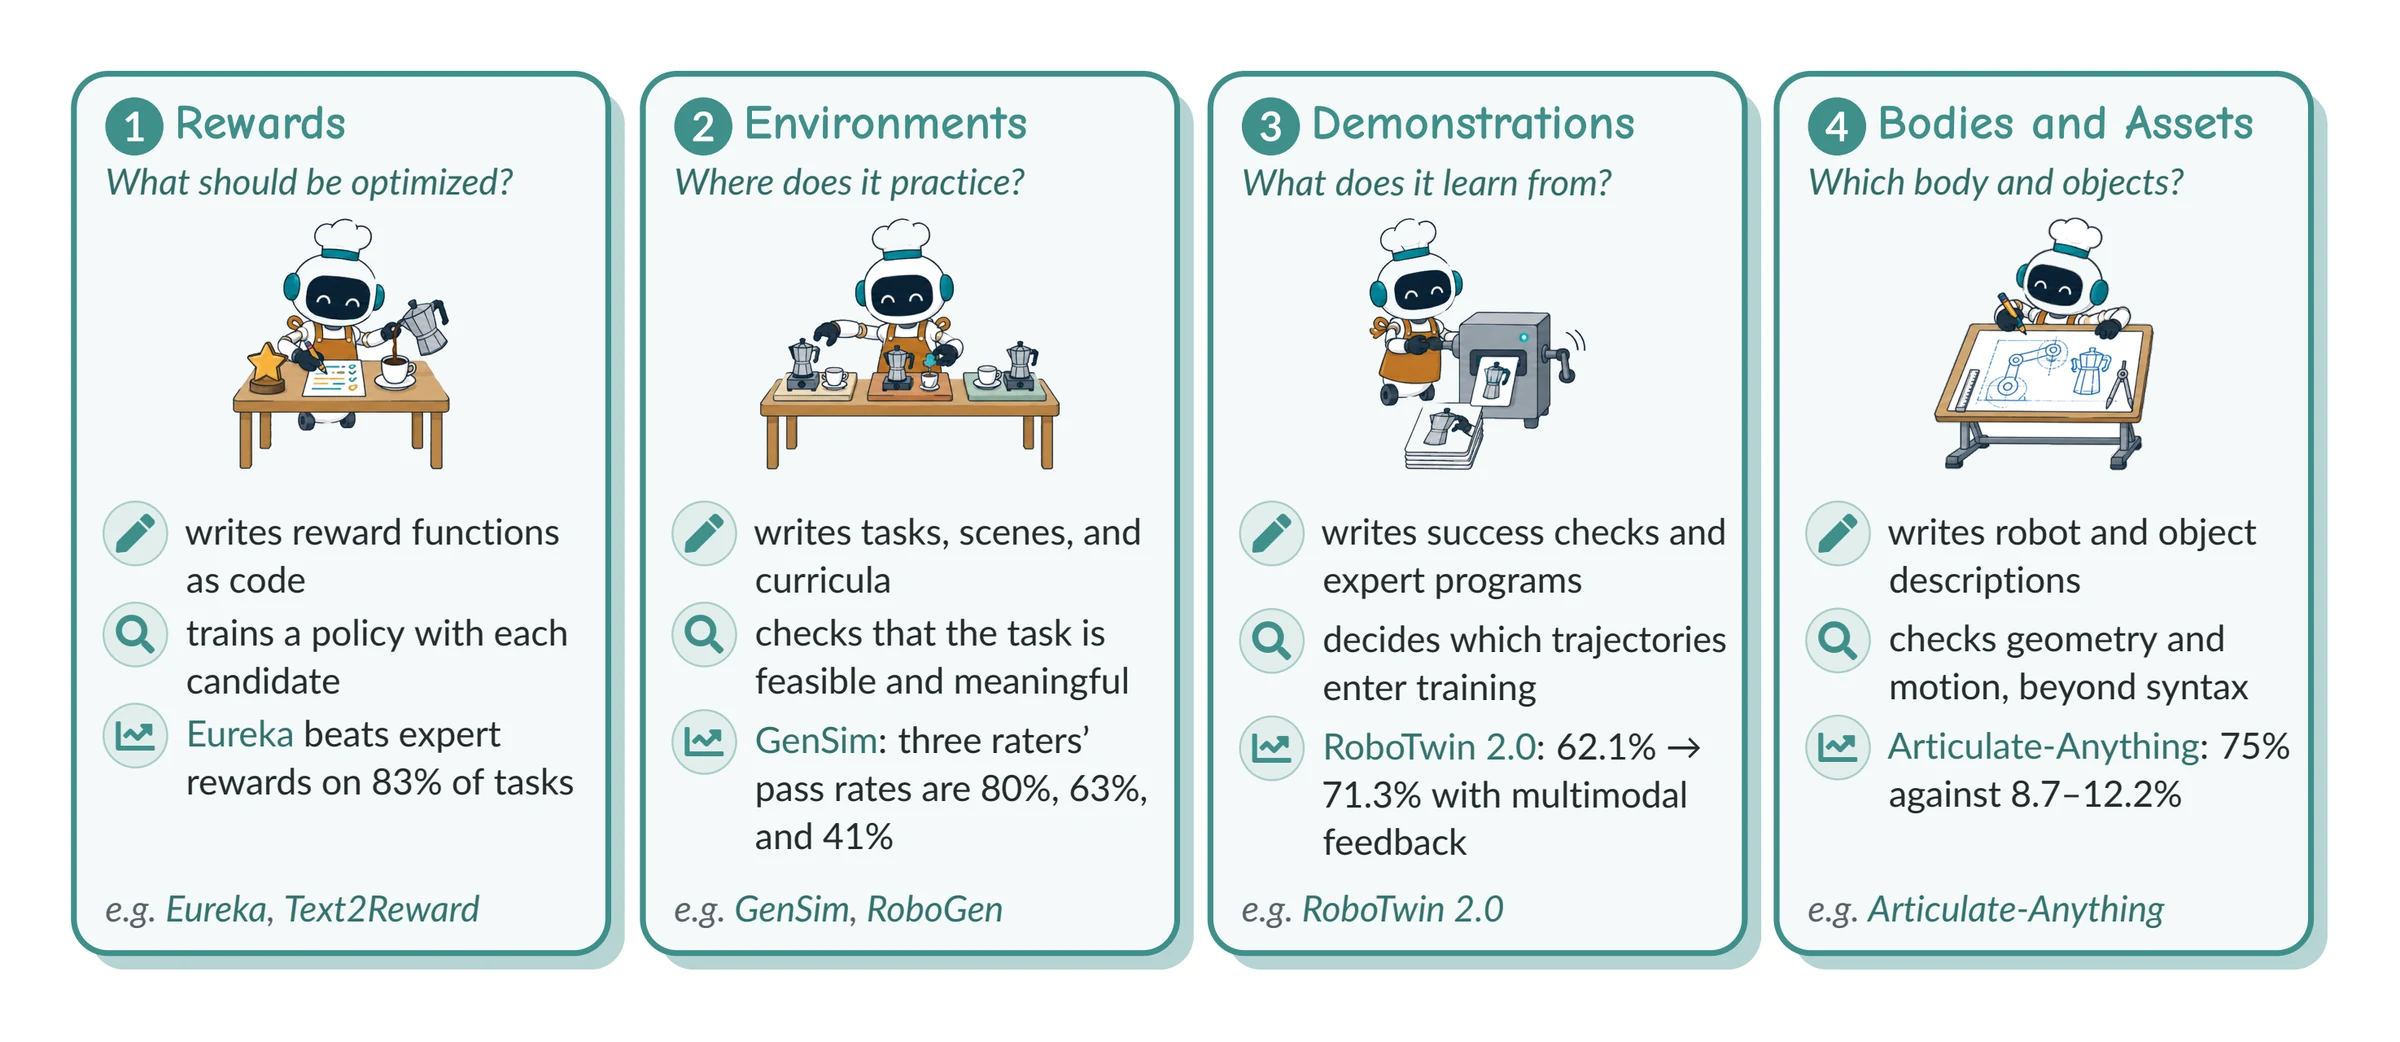 1 Rewards
What should be optimized?
writes reward functions
as code
trains a policy with each
candidate
Eureka beats expert
rewards on 83% of tasks
e.g. Eureka, Text2Reward
2 Environments
Where does it practice?
writes tasks, scenes, and
curricula
checks that the task is
feasible and meaningful
GenSim: three raters’
pass rates are 80%, 63%,
and 41%
e.g. GenSim, RoboGen
3 Demonstrations
What does it learn from?
writes success checks and
expert programs
decides which trajectories
enter training
RoboTwin 2.0: 62.1% →
71.3% with multimodal
feedback
e.g. RoboTwin 2.0
4 Bodies and Assets
Which body and objects?
writes robot and object
descriptions
checks geometry and
motion, beyond syntax
Articulate-Anything: 75%
against 8.7–12.2%
e.g. Articulate-Anything